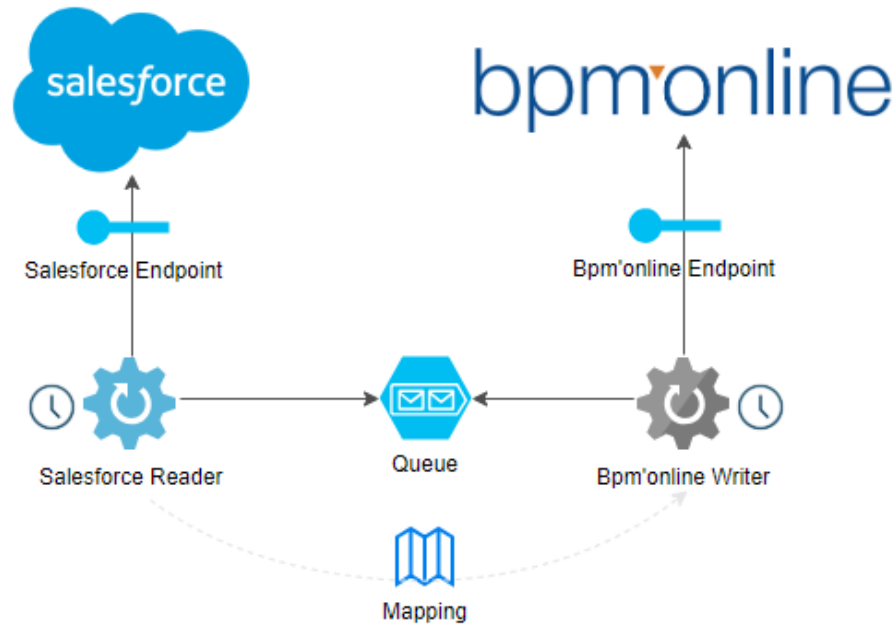 salesforce
bpm'online
Salesforce Endpoint
Bpm'online Endpoint
Salesforce Reader
Queue
Bpm'online Writer
Mapping